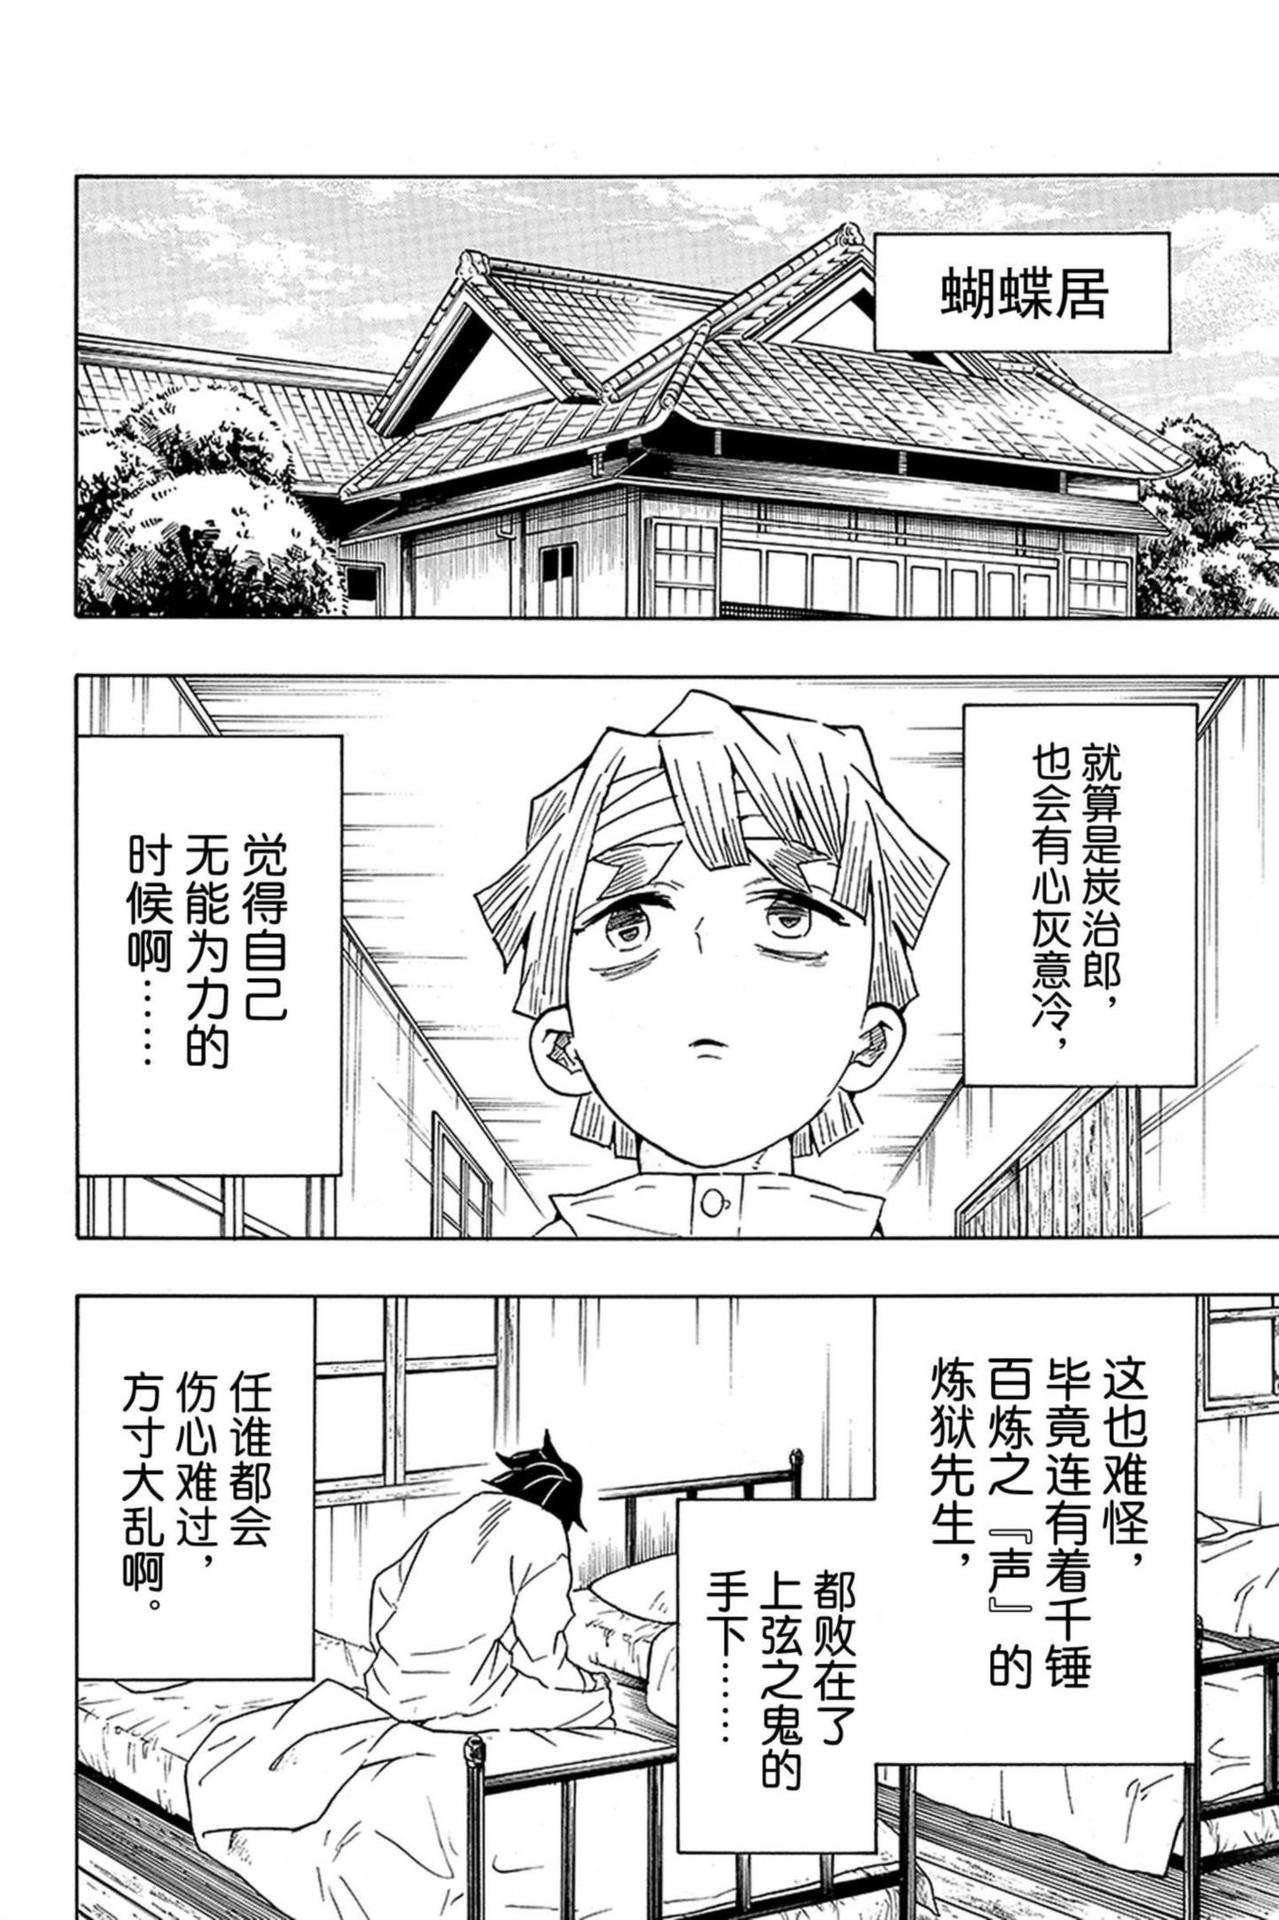 蝴蝶居
就算是炭治郎，
也会有心灰意冷，
觉得自己
无能为力的
时候啊……
这也难怪，
毕竟连有着千锤
百炼之『声』的
炼狱先生，
都败在了
上弦之鬼的
手下……
任谁都会
伤心难过，
方寸大乱啊。